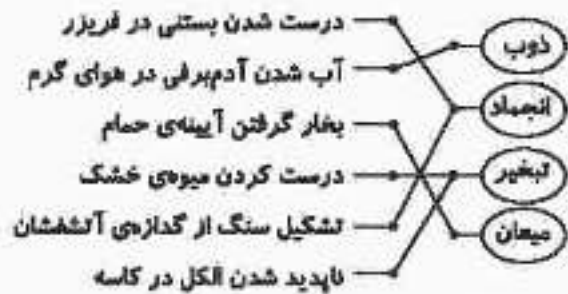 درست شدن بستنی در فریزر
ذوب
آب شدن آدم‌برفی در هوای گرم
انجماد
بخار گرفتن آیینه‌ی حمام
درست کردن میوه‌ی خشک
تبخیر
تشکیل سنگ از گدازه‌ی آتشفشان
میعان
ناپدید شدن الکل در کاسه